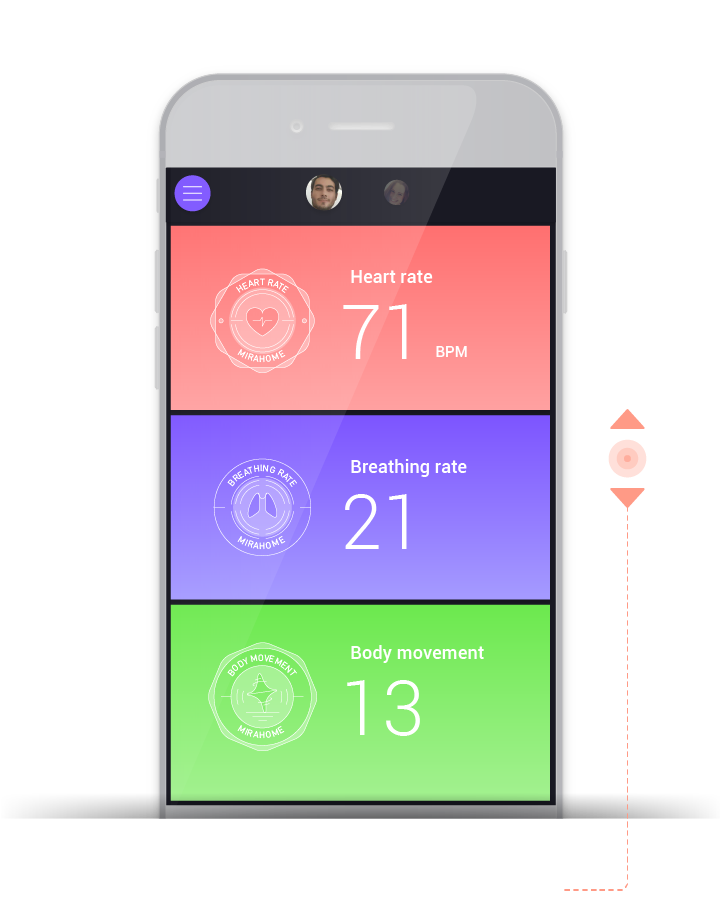 Heart rate
HEART RATE
71 BPM
MIRAHOME
Breathing rate
BREATHING RATE
21
MIRAHOME
Body movement
BODY MOVEMENT
13
MIRAHOME